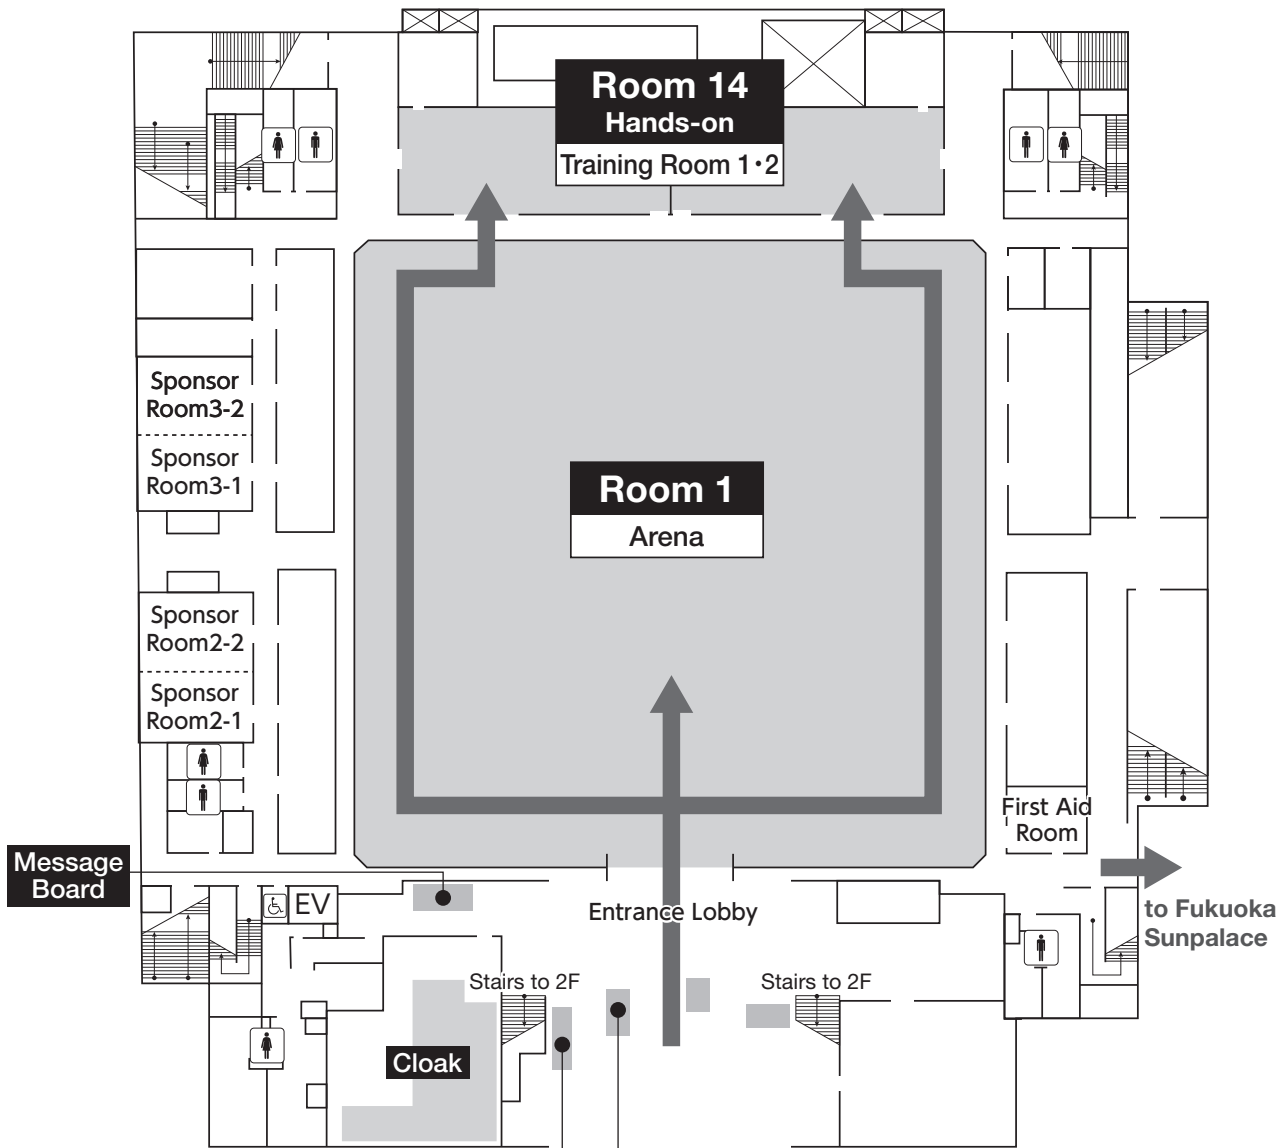 Room 14
Hands-on
Training Room 1・2
Sponsor
Room3-2
Sponsor
Room3-1
Room 1
Arena
Sponsor
Room2-2
Sponsor
Room2-1
First Aid
Room
Message
Board
EV
Entrance Lobby
to Fukuoka
Sunpalace
Stairs to 2F
Stairs to 2F
Cloak